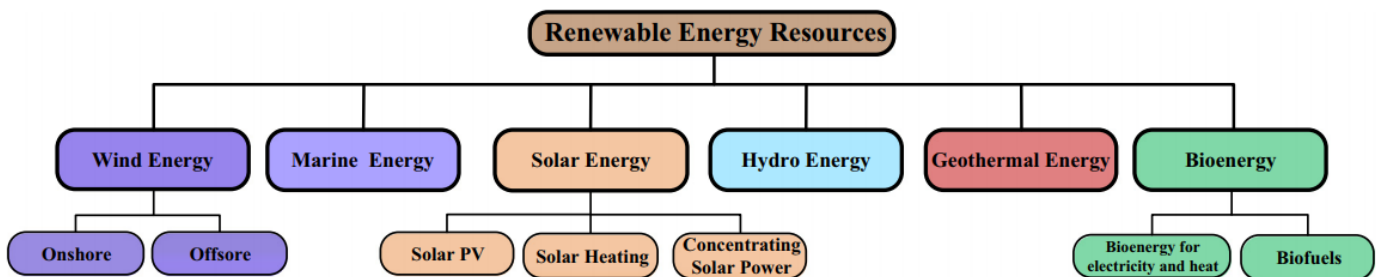 Renewable Energy Resources
Wind Energy
Marine Energy
Solar Energy
Hydro Energy
Geothermal Energy
Bioenergy
Onshore
Offsore
Solar PV
Solar Heating
Concentrating
Solar Power
Bioenergy for
electricity and heat
Biofuels